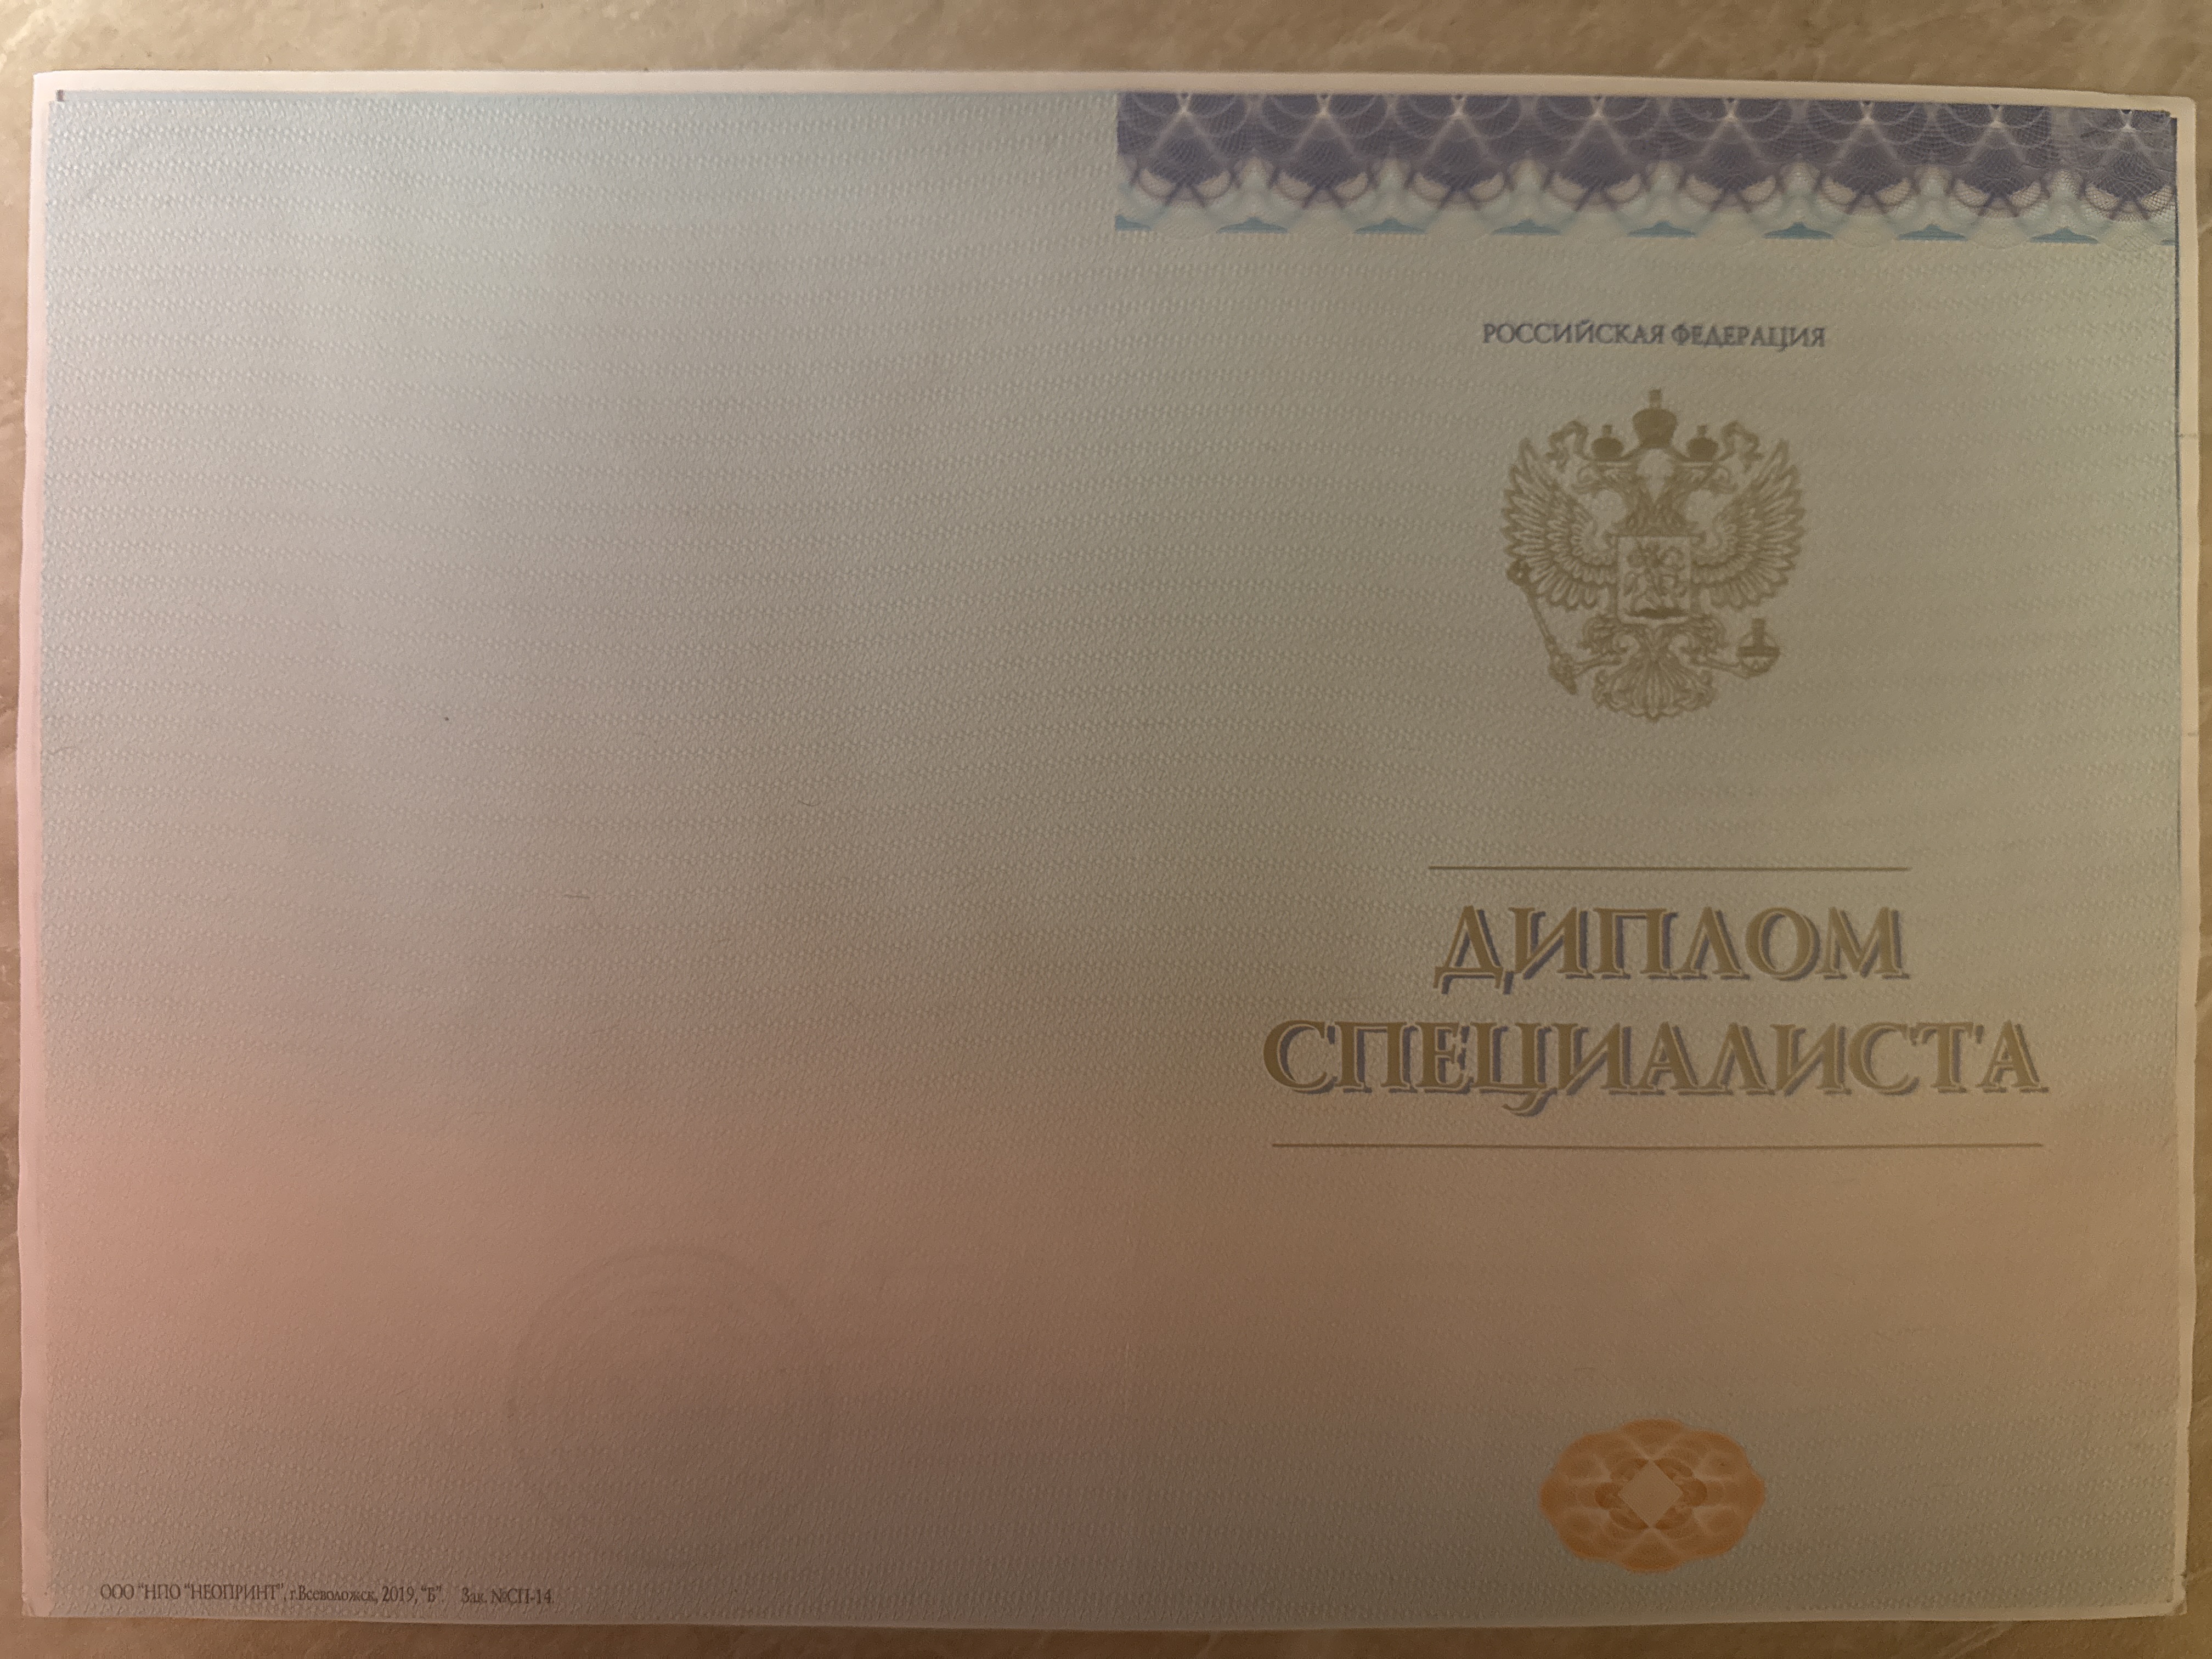 РОССИЙСКАЯ ФЕДЕРАЦИЯ
ДИПЛОМ
СПЕЦИАЛИСТА
ООО "НПО "НЕОПРИНТ", г.Всеволожск, 2019, "Б". Зак. №СП-14.